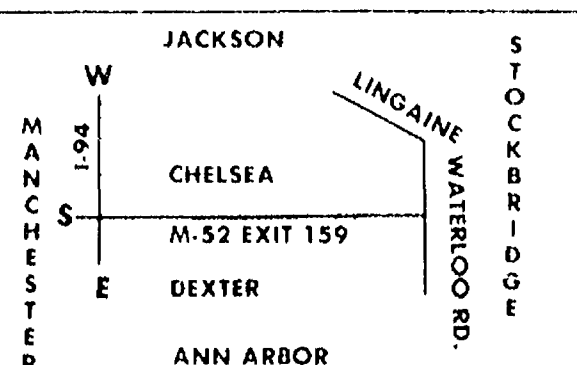 JACKSON
STOCKBRIDGE
W
LINGAINE
MANCHESTER
I-94
CHELSEA
WATERLOO RD.
S
M-52 EXIT 159
E
DEXTER
ANN ARBOR